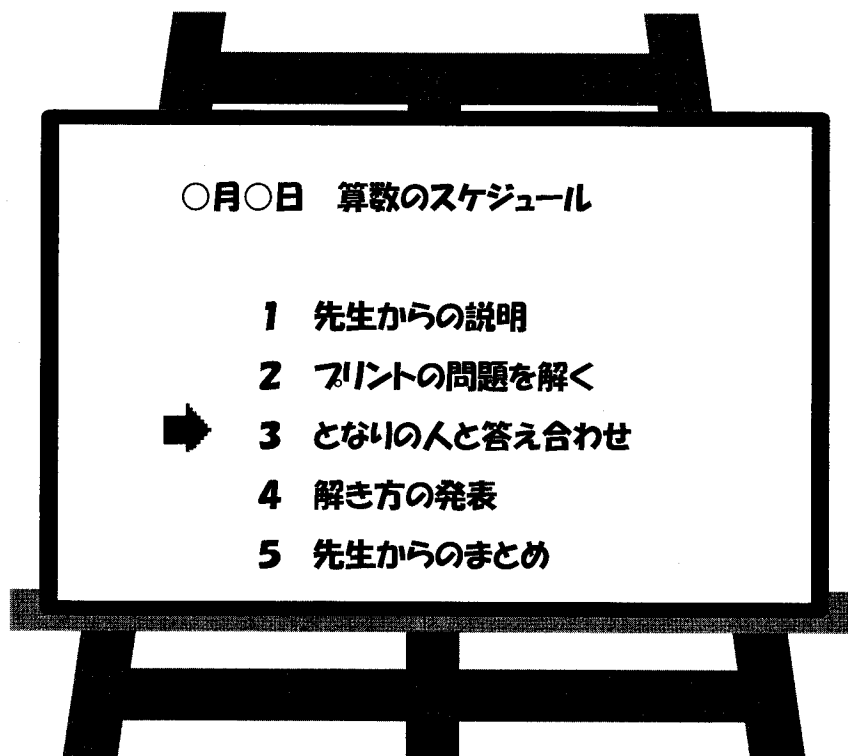 ○月○日　算数のスケジュール
1　先生からの説明
2　プリントの問題を解く
3　となりの人と答え合わせ
4　解き方の発表
5　先生からのまとめ